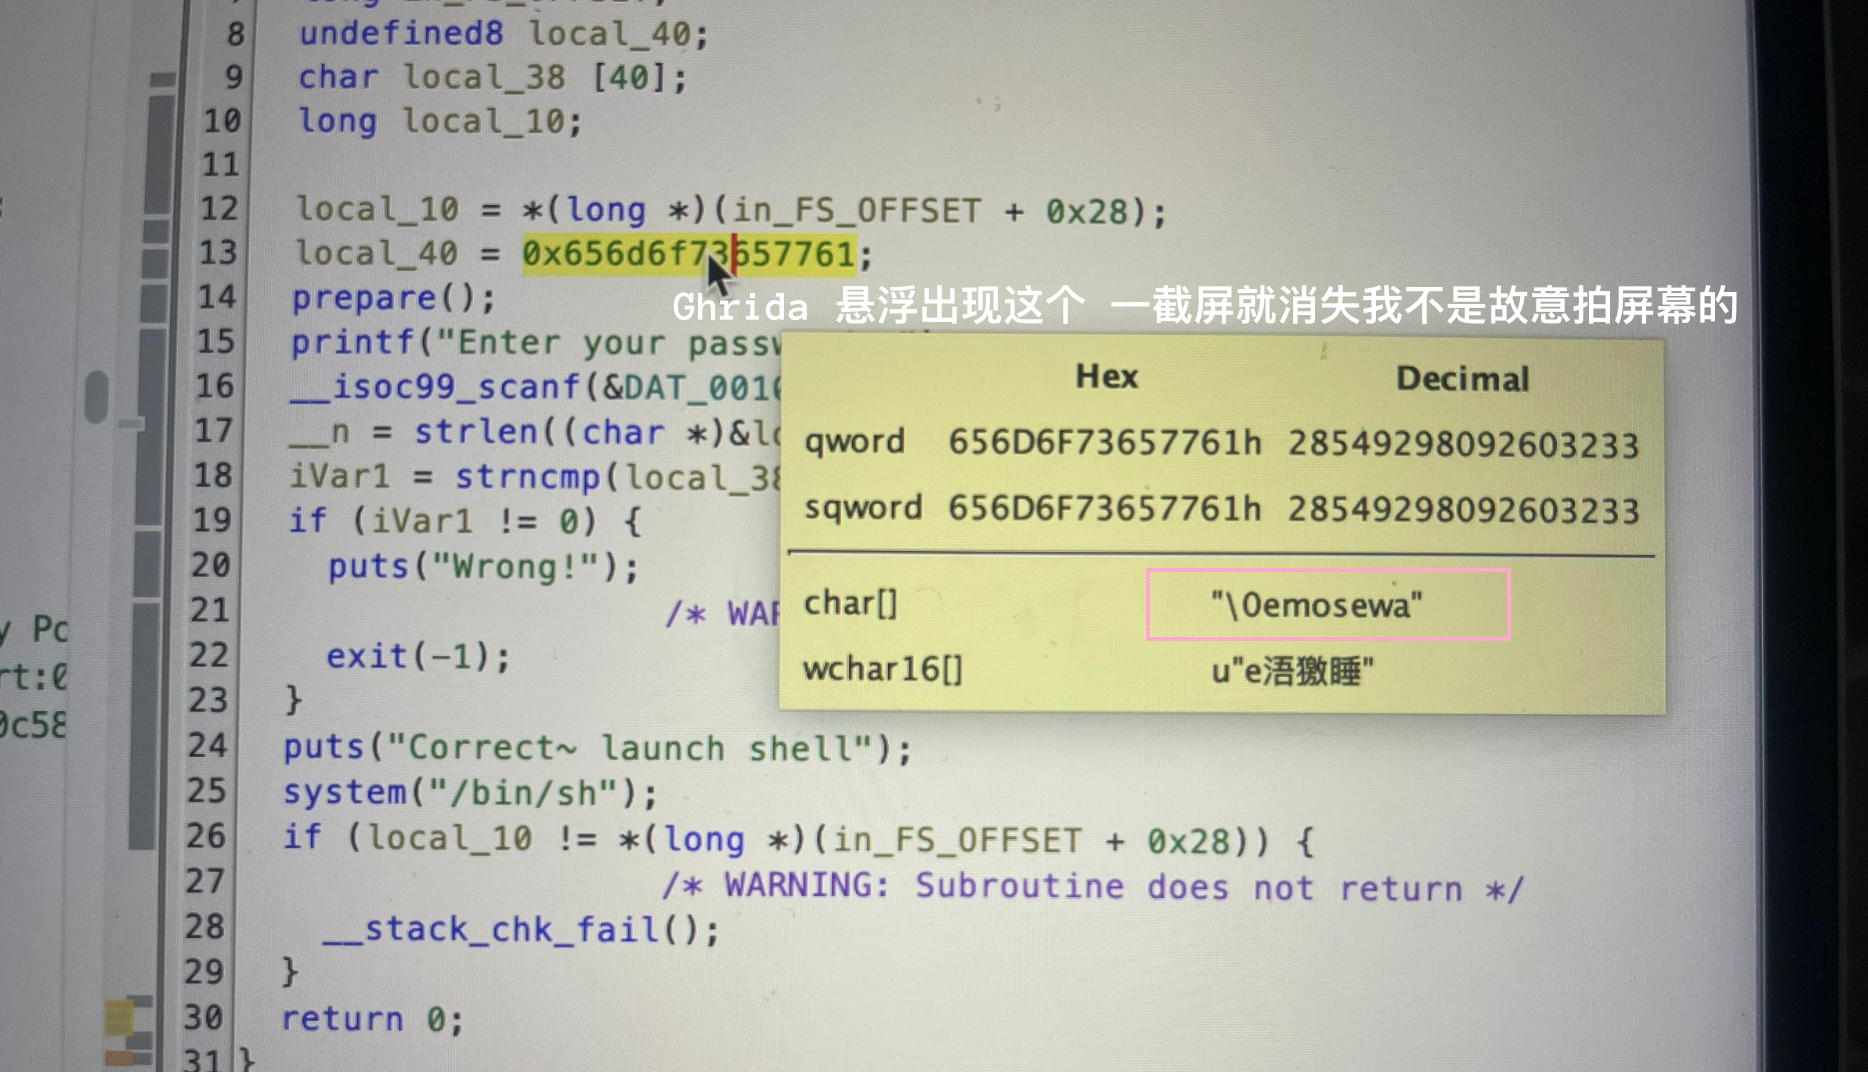 8 undefined8 local_40;
9 char local_38 [40];
10 long local_10;
11
12 local_10 = *(long *)(in_FS_OFFSET + 0x28);
13 local_40 = 0x656d6f73657761;
14 prepare();
Ghrida 悬浮出现这个 一截屏就消失我不是故意拍屏幕的
15 printf("Enter your passw
16 __isoc99_scanf(&DAT_0010
17 __n = strlen((char *)&lo
18 iVar1 = strncmp(local_38
19 if (iVar1 != 0) {
20 puts("Wrong!");
21 /* WAR
22 exit(-1);
23 }
24 puts("Correct~ launch shell");
25 system("/bin/sh");
26 if (local_10 != *(long *)(in_FS_OFFSET + 0x28)) {
27 /* WARNING: Subroutine does not return */
28 __stack_chk_fail();
29 }
30 return 0;
31 }
Hex Decimal
qword 656D6F73657761h 28549298092603233
sqword 656D6F73657761h 28549298092603233
char[] "\0emosewa"
wchar16[] u"e浯獥睡"
y Pc
rt:0
0c58